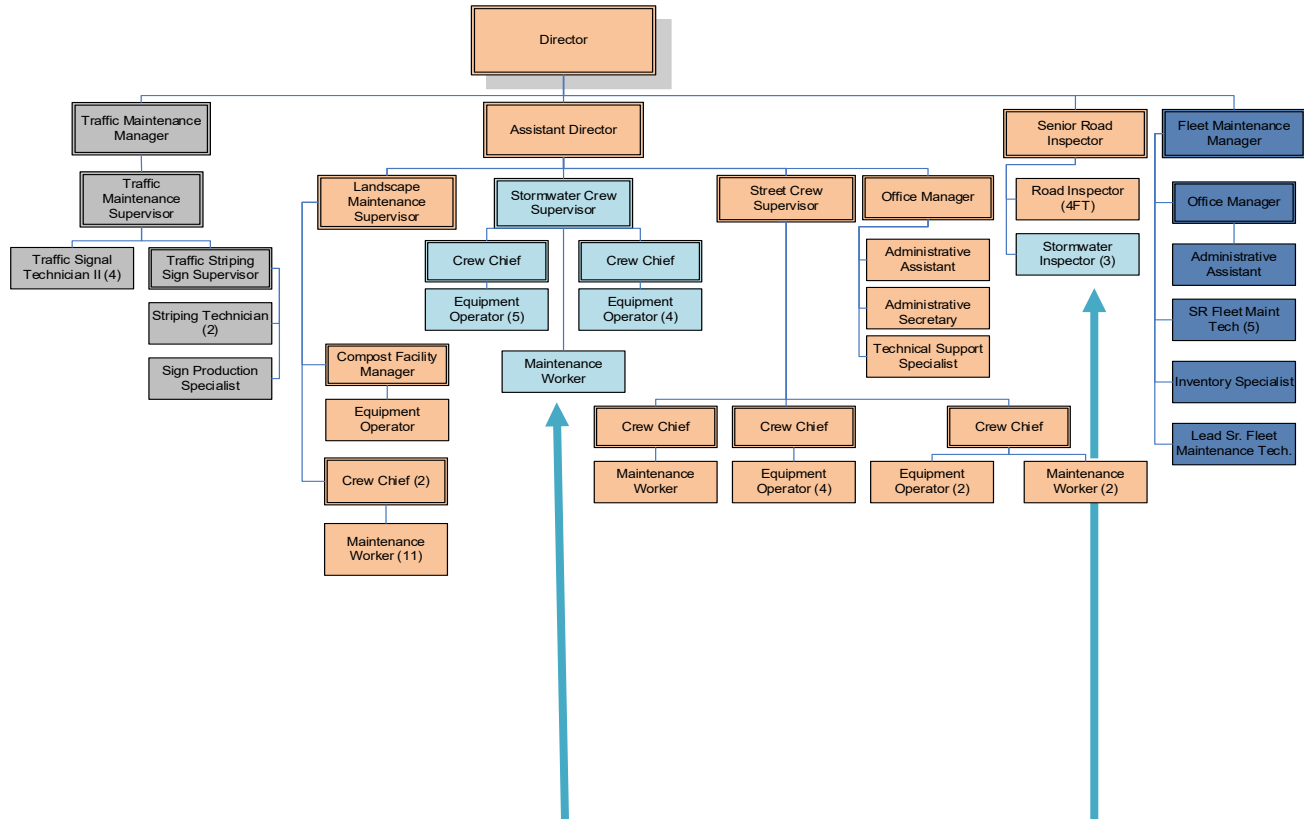 Director
Traffic Maintenance
Manager
Assistant Director
Senior Road
Inspector
Fleet Maintenance
Manager
Traffic
Maintenance
Supervisor
Landscape
Maintenance
Supervisor
Stormwater Crew
Supervisor
Street Crew
Supervisor
Office Manager
Road Inspector
(4FT)
Office Manager
Traffic Signal
Technician II (4)
Traffic Striping
Sign Supervisor
Crew Chief
Crew Chief
Administrative
Assistant
Stormwater
Inspector (3)
Administrative
Assistant
Striping Technician
(2)
Equipment
Operator (5)
Equipment
Operator (4)
Administrative
Secretary
SR Fleet Maint
Tech (5)
Sign Production
Specialist
Compost Facility
Manager
Maintenance
Worker
Technical Support
Specialist
Inventory Specialist
Equipment
Operator
Crew Chief
Crew Chief
Crew Chief
Lead Sr. Fleet
Maintenance Tech.
Crew Chief (2)
Maintenance
Worker
Equipment
Operator (4)
Equipment
Operator (2)
Maintenance
Worker (2)
Maintenance
Worker (11)